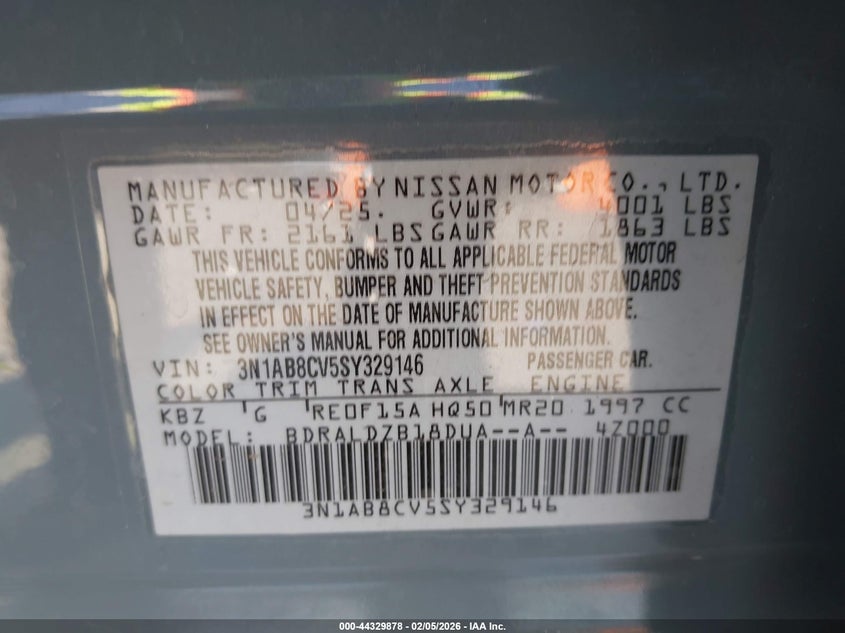 MANUFACTURED BY NISSAN MOTOR CO., LTD.
DATE: 04/25. GVWR: 4001 LBS
GAWR FR: 2161 LBS GAWR RR: 1863 LBS
THIS VEHICLE CONFORMS TO ALL APPLICABLE FEDERAL MOTOR
VEHICLE SAFETY, BUMPER AND THEFT PREVENTION STANDARDS
IN EFFECT ON THE DATE OF MANUFACTURE SHOWN ABOVE.
SEE OWNER'S MANUAL FOR ADDITIONAL INFORMATION.
VIN: 3N1AB8CV5SY329146 PASSENGER CAR.
COLOR TRIM TRANS AXLE ENGINE
KBZ G RE0F15A HQ50 MR20 1997 CC
MODEL: BDRALDZB18DUA--A-- 4Z000
3N1AB8CV5SY329146
000-44329878 - 02/05/2026 - IAA Inc.